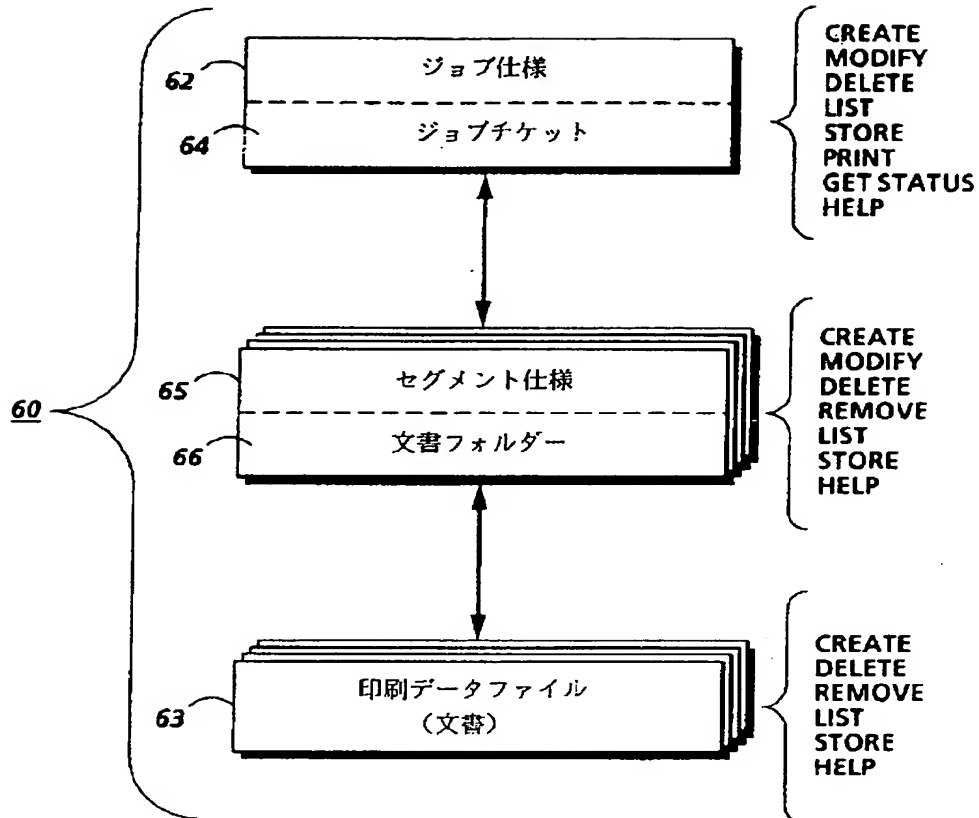 60
62
ジョブ仕様
64
ジョブチケット
CREATE
MODIFY
DELETE
LIST
STORE
PRINT
GET STATUS
HELP
65
セグメント仕様
66
文書フォルダー
CREATE
MODIFY
DELETE
REMOVE
LIST
STORE
HELP
63
印刷データファイル
（文書）
CREATE
DELETE
REMOVE
LIST
STORE
HELP